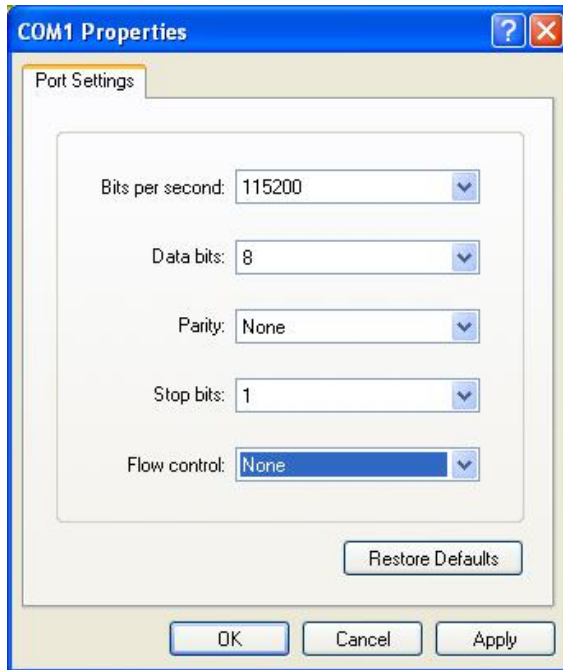 COM1 Properties
Port Settings
Bits per second: 115200
Data bits: 8
Parity: None
Stop bits: 1
Flow control: None
Restore Defaults
OK Cancel Apply